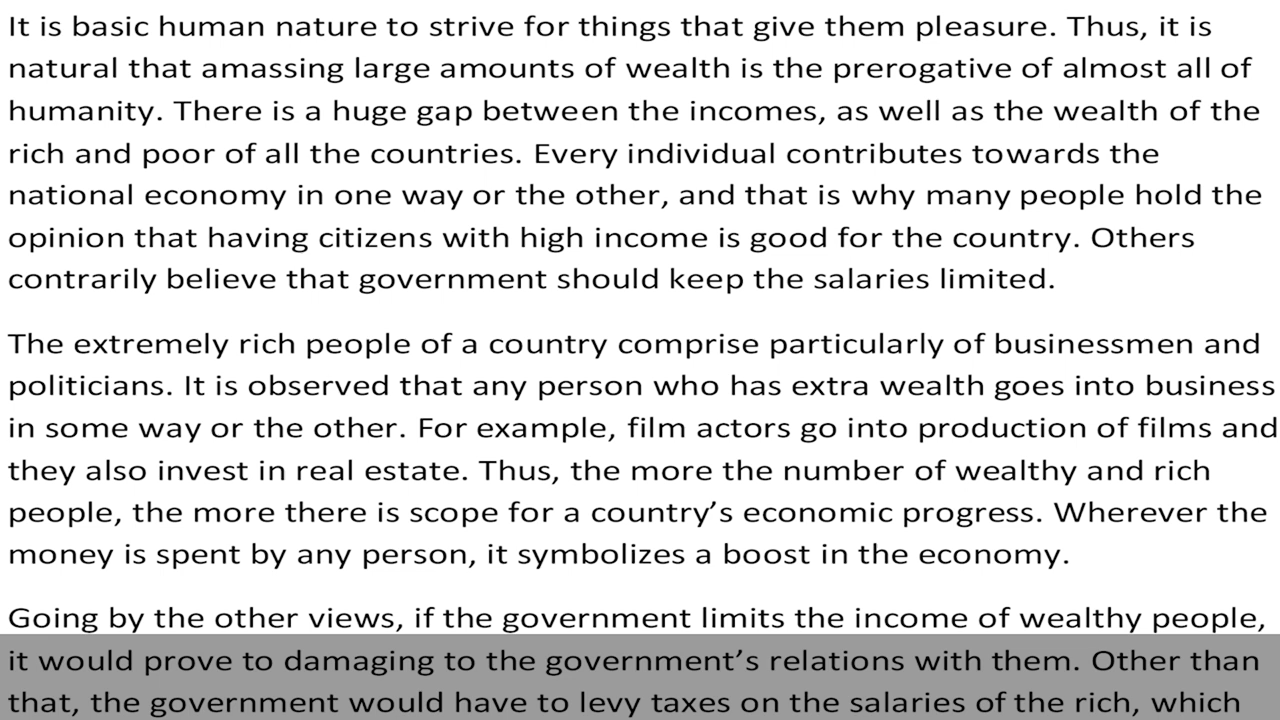 It is basic human nature to strive for things that give them pleasure. Thus, it is
natural that amassing large amounts of wealth is the prerogative of almost all of
humanity. There is a huge gap between the incomes, as well as the wealth of the
rich and poor of all the countries. Every individual contributes towards the
national economy in one way or the other, and that is why many people hold the
opinion that having citizens with high income is good for the country. Others
contrarily believe that government should keep the salaries limited.
The extremely rich people of a country comprise particularly of businessmen and
politicians. It is observed that any person who has extra wealth goes into business
in some way or the other. For example, film actors go into production of films and
they also invest in real estate. Thus, the more the number of wealthy and rich
people, the more there is scope for a country’s economic progress. Wherever the
money is spent by any person, it symbolizes a boost in the economy.
Going by the other views, if the government limits the income of wealthy people,
it would prove to damaging to the government’s relations with them. Other than
that, the government would have to levy taxes on the salaries of the rich, which